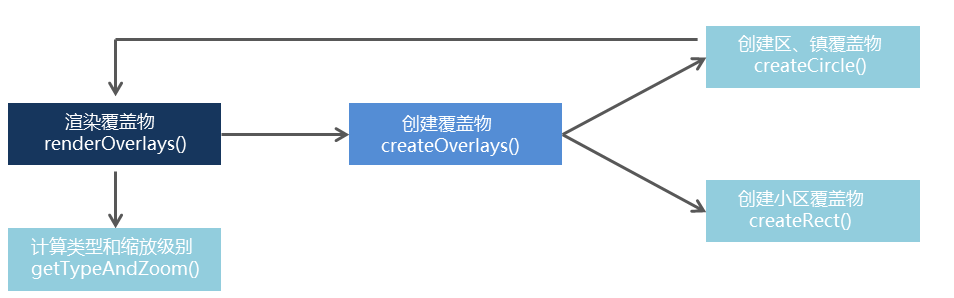 创建区、镇覆盖物
createCircle()
渲染覆盖物
renderOverlays()
创建覆盖物
createOverlays()
创建小区覆盖物
createRect()
计算类型和缩放级别
getTypeAndZoom()